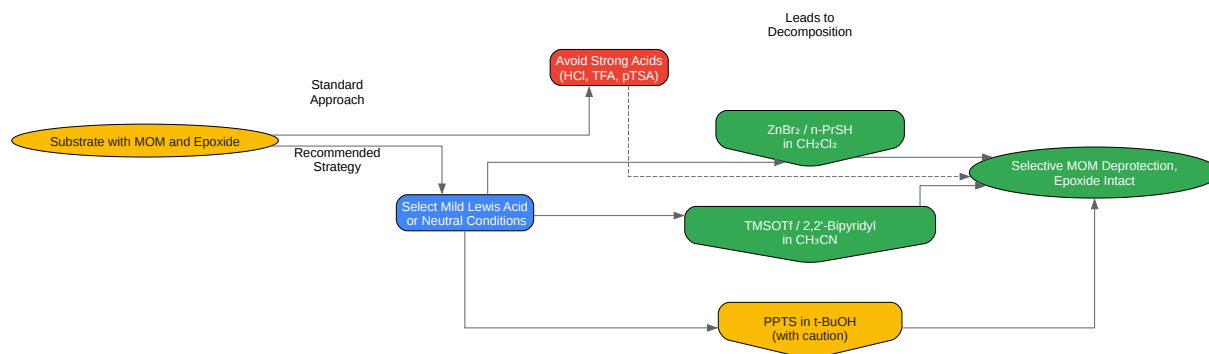 Leads to
Decomposition
Avoid Strong Acids
(HCl, TFA, pTSA)
Standard
Approach
ZnBr₂ / n-PrSH
in CH₂Cl₂
Substrate with MOM and Epoxide
Recommended
Strategy
Selective MOM Deprotection,
Epoxide Intact
Select Mild Lewis Acid
or Neutral Conditions
TMSOTf / 2,2'-Bipyridyl
in CH₃CN
PPTS in t-BuOH
(with caution)